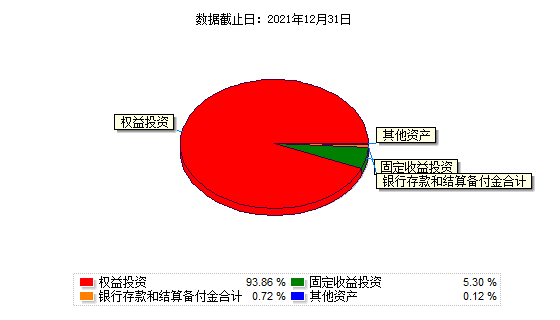 数据截止日：2021年12月31日
权益投资
其他资产
固定收益投资
银行存款和结算备付金合计
权益投资 93.86 % 固定收益投资 5.30 %
银行存款和结算备付金合计 0.72 % 其他资产 0.12 %